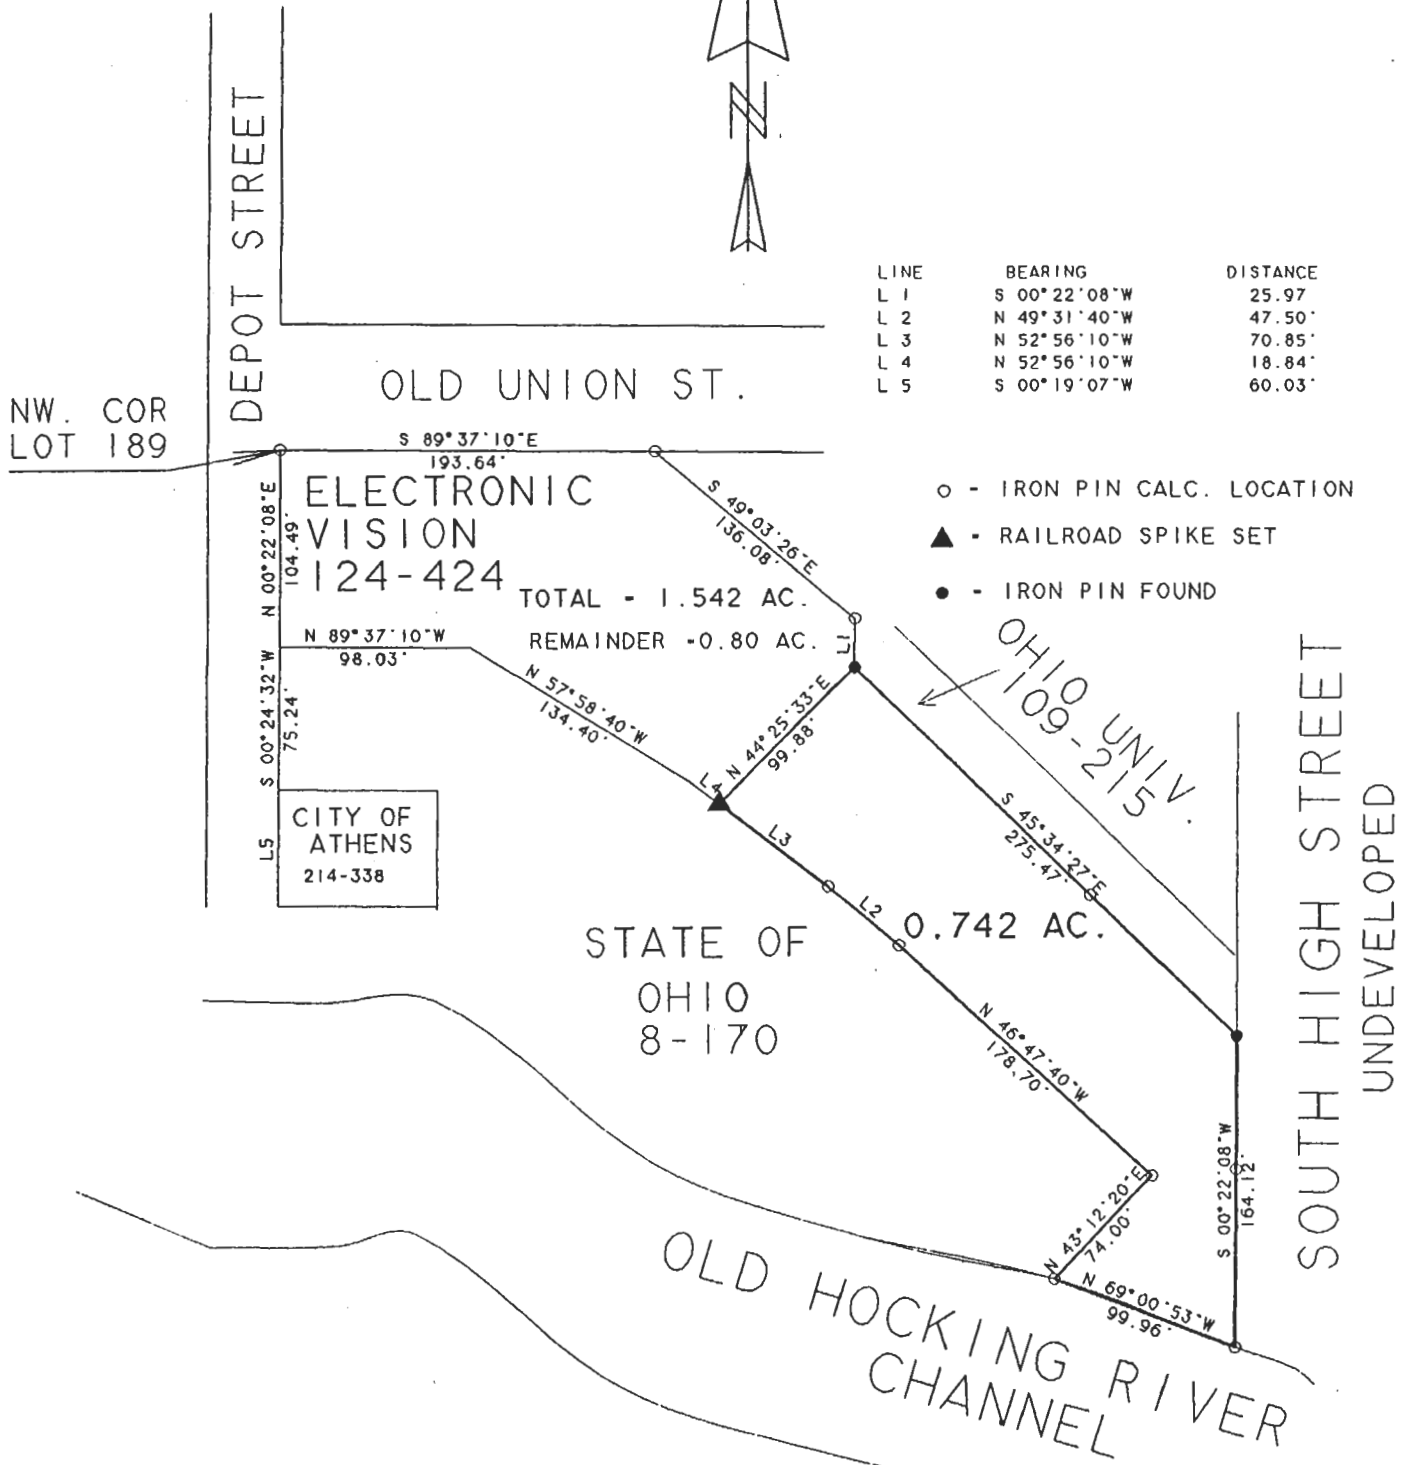 N
DEPOT STREET
OLD UNION ST.
NW. COR
LOT 189
LINE BEARING DISTANCE
L 1 S 00°22'08"W 25.97
L 2 N 49°31'40"W 47.50'
L 3 N 52°56'10"W 70.85'
L 4 N 52°56'10"W 18.84'
L 5 S 00°19'07"W 60.03'
S 89°37'10"E
193.64'
ELECTRONIC
VISION
124-424
N 00°22'08"E
104.49'
S 49°03'26"E
136.08'
○ - IRON PIN CALC. LOCATION
▲ - RAILROAD SPIKE SET
● - IRON PIN FOUND
TOTAL - 1.542 AC.
REMAINDER -0.80 AC.
L1
N 89°37'10"W
98.03'
N 57°58'40"W
134.40'
N 44°25'33"E
99.88'
OHIO UNIV.
109-215
S 00°24'32"W
75.24'
L4
L3
L2
S 45°34'27"E
275.47'
CITY OF
ATHENS
214-338
L5
0.742 AC.
STATE OF
OHIO
8-170
N 46°47'40"W
178.70'
SOUTH HIGH STREET
UNDEVELOPED
S 00°22'08"W
164.12'
N 43°12'20"E
74.00'
N 69°00'53"W
99.96'
OLD HOCKING RIVER
CHANNEL